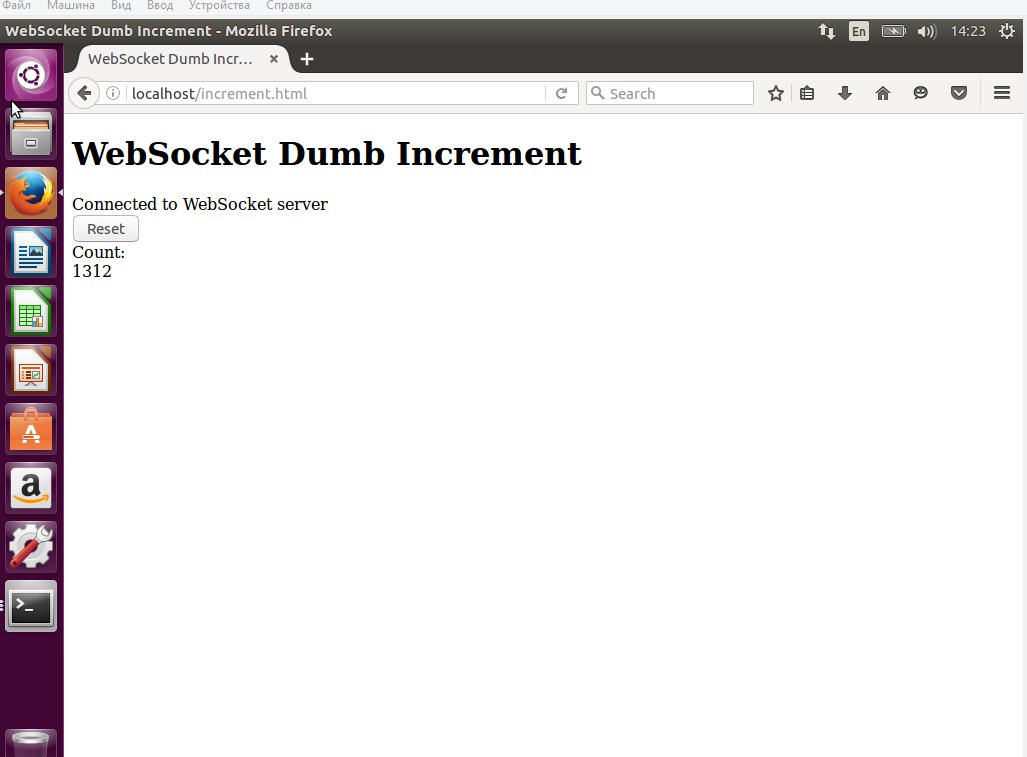 Файл Машина Вид Ввод Устройства Справка
WebSocket Dumb Increment - Mozilla Firefox
En
14:23
WebSocket Dumb Incr…
localhost/increment.html
Search
WebSocket Dumb Increment
Connected to WebSocket server
Reset
Count:
1312